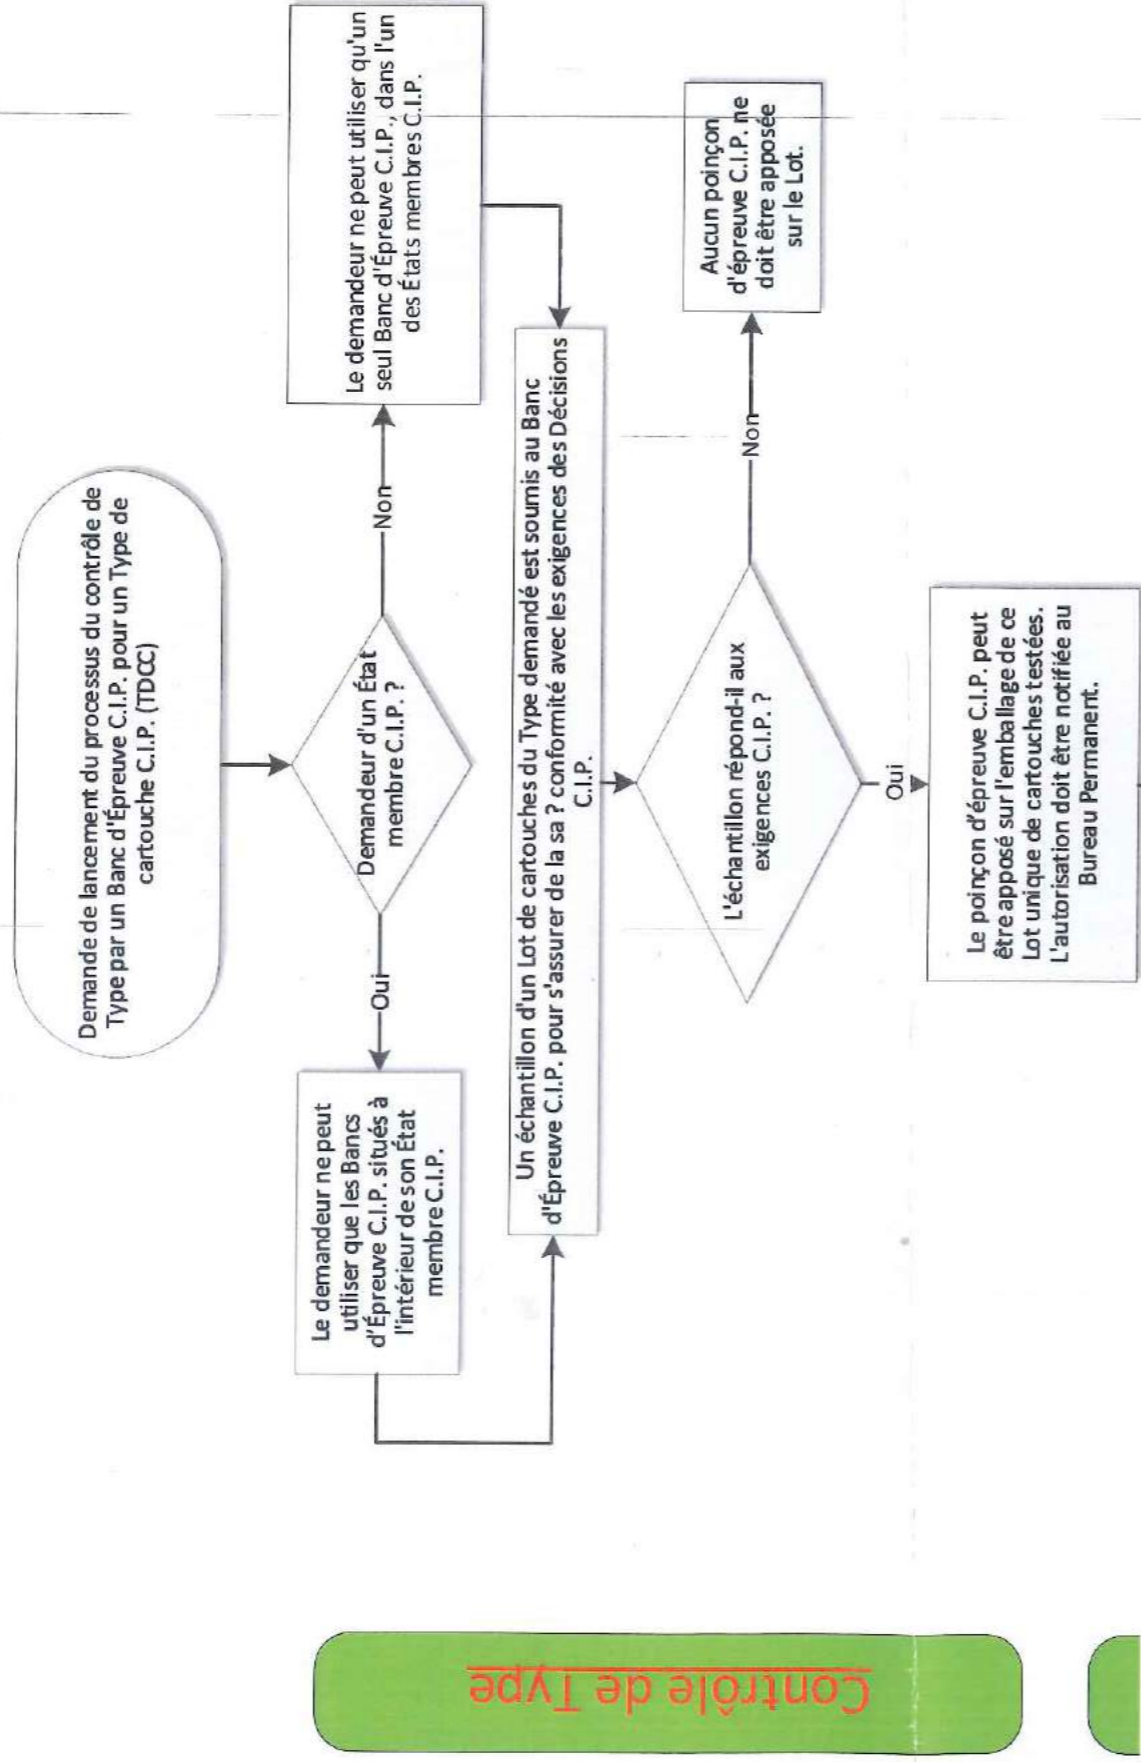 Demande de lancement du processus du contrôle de
Type par un Banc d'Épreuve C.I.P. pour un Type de
cartouche C.I.P. (TDCC)
Demandeur d'un État
membre C.I.P. ?
Oui
Non
Le demandeur ne peut
utiliser que les Bancs
d'Épreuve C.I.P. situés à
l'intérieur de son État
membre C.I.P.
Le demandeur ne peut utiliser qu'un
seul Banc d'Épreuve C.I.P., dans l'un
des États membres C.I.P.
Un échantillon d'un Lot de cartouches du Type demandé est soumis au Banc
d'Épreuve C.I.P. pour s'assurer de la sa ? conformité avec les exigences des Décisions
C.I.P.
L'échantillon répond-il aux
exigences C.I.P. ?
Non
Aucun poinçon
d'épreuve C.I.P. ne
doit être apposée
sur le Lot.
Oui
Le poinçon d'épreuve C.I.P. peut
être apposé sur l'emballage de ce
Lot unique de cartouches testées.
L'autorisation doit être notifiée au
Bureau Permanent.
Contrôle de Type